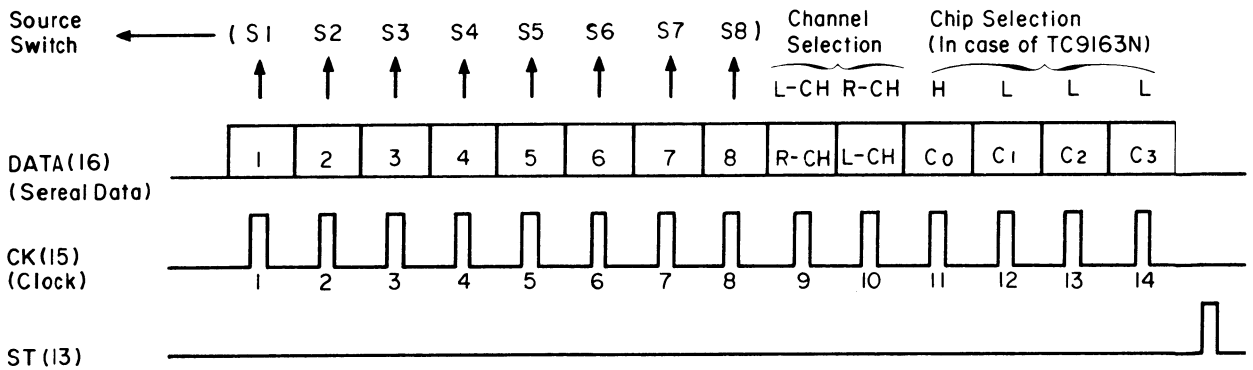 Source Switch
( S1 S2 S3 S4 S5 S6 S7 S8 )
Channel Selection
L-CH R-CH
Chip Selection
(In case of TC9163N)
H L L L
DATA(16)
(Sereal Data)
1 2 3 4 5 6 7 8 R-CH L-CH C0 C1 C2 C3
CK(15)
(Clock)
1 2 3 4 5 6 7 8 9 10 11 12 13 14
ST(13)